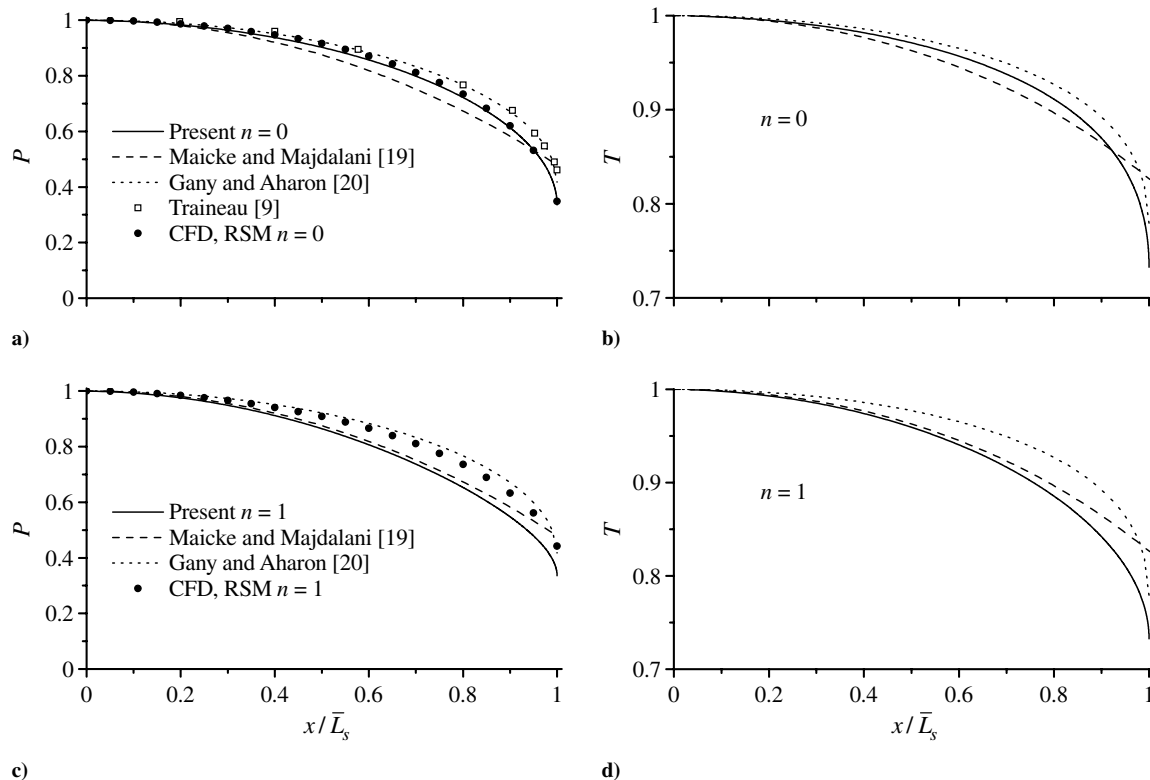 1
0.8
0.6
0.4
0.2
0
P
Present n = 0
Maicke and Majdalani [19]
Gany and Aharon [20]
Traineau [9]
CFD, RSM n = 0
a)
1
0.9
0.8
0.7
T
n = 0
b)
1
0.8
0.6
0.4
0.2
0
P
Present n = 1
Maicke and Majdalani [19]
Gany and Aharon [20]
CFD, RSM n = 1
0 0.2 0.4 0.6 0.8 1
x / L̄s
c)
1
0.9
0.8
0.7
T
n = 1
0 0.2 0.4 0.6 0.8 1
x / L̄s
d)